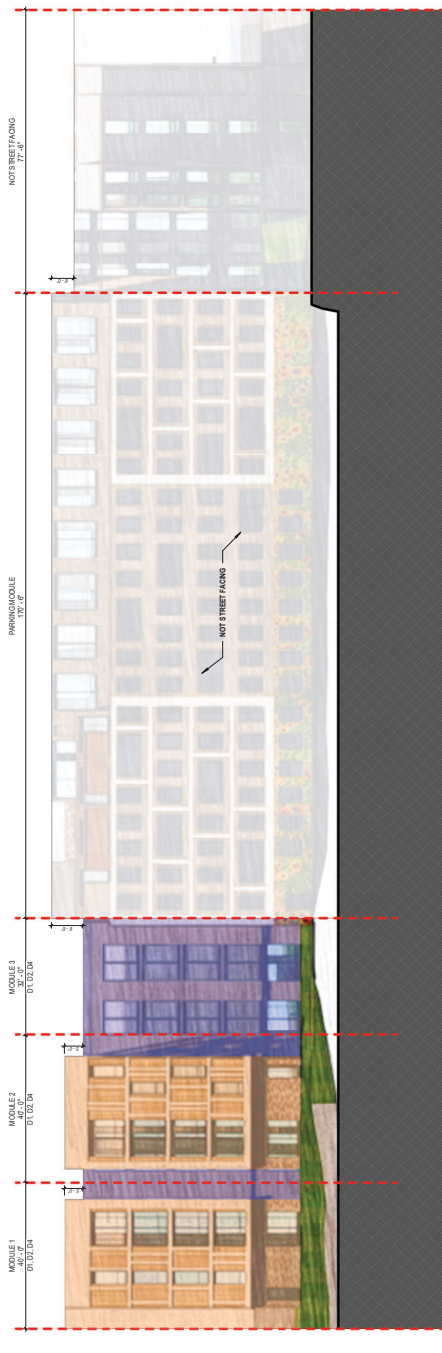 MODULE 1
40'-0"
D1, D2, D4
MODULE 2
40'-0"
D1, D2, D4
MODULE 3
32'-0"
D1, D2, D4
PARKING MODULE
170'-6"
NOT STREET FACING
77'-6"
NOT STREET FACING